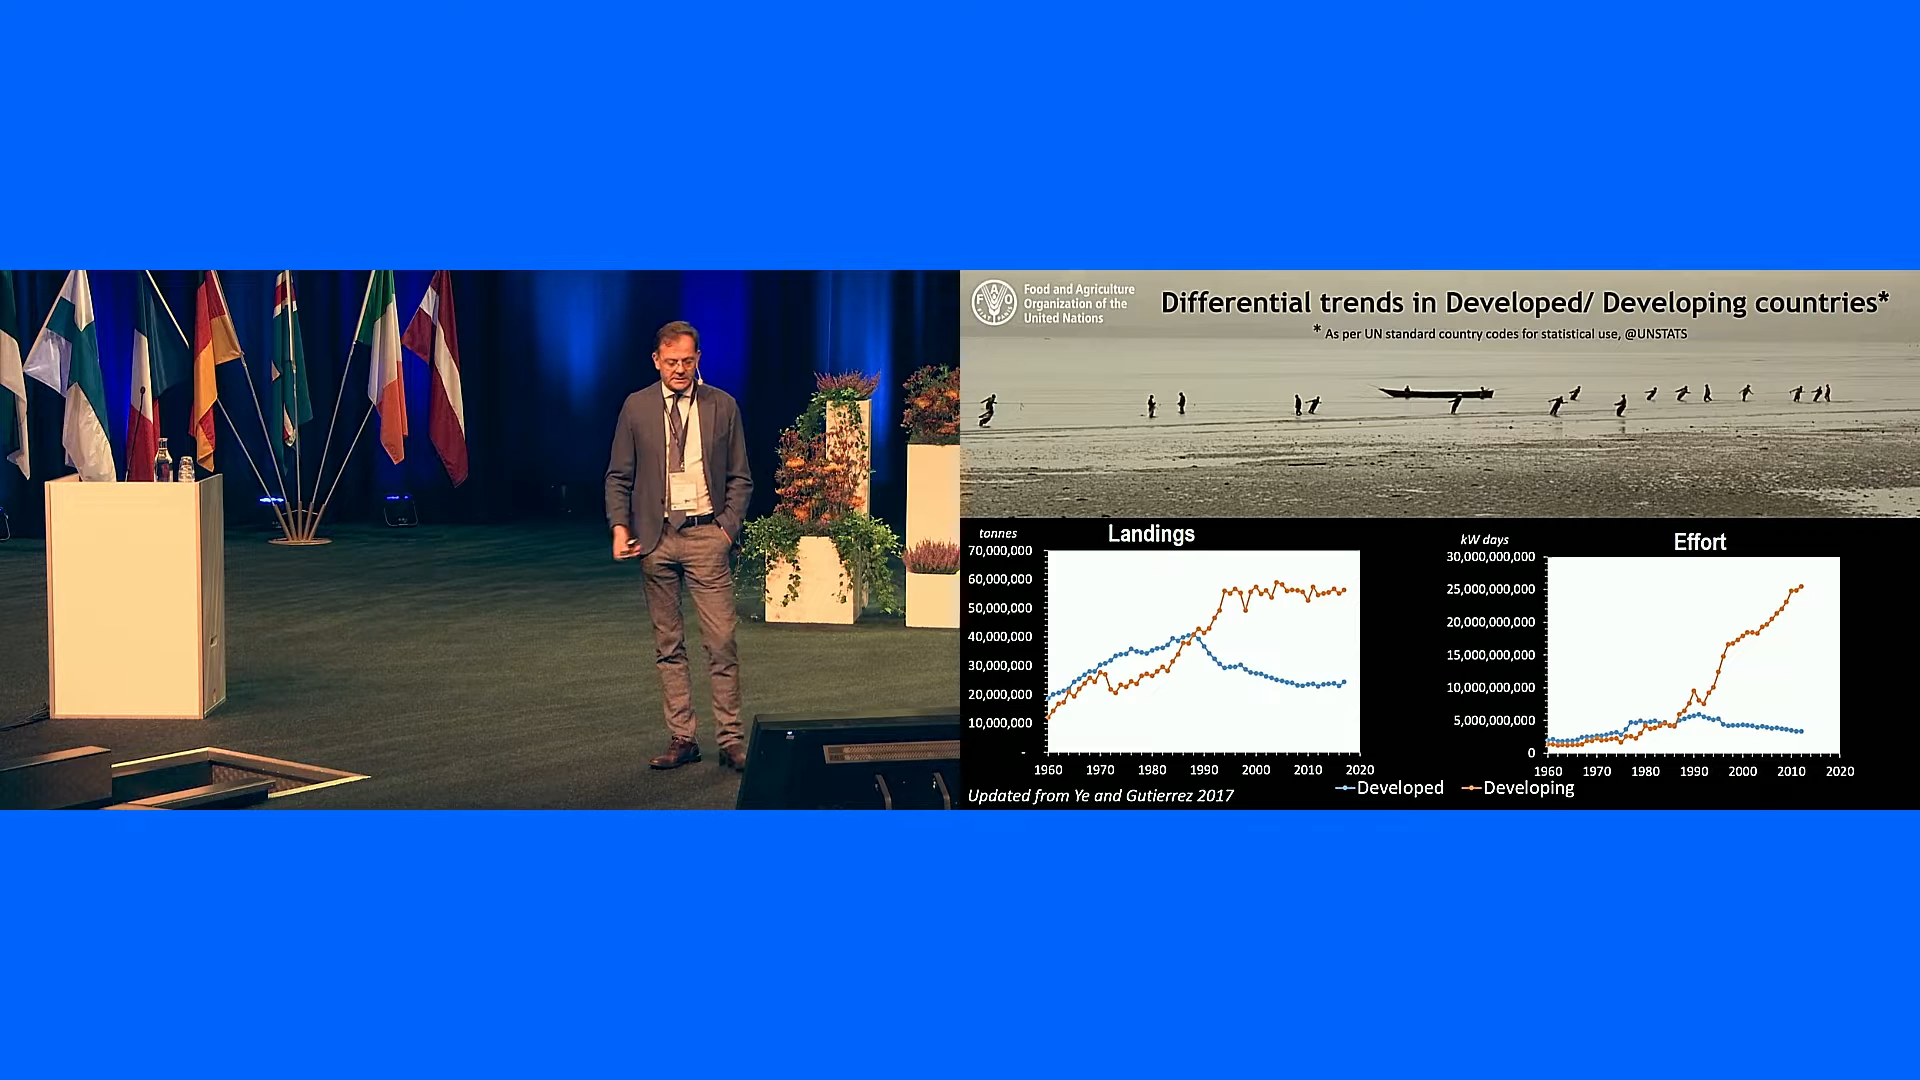 Food and Agriculture
Organization of the
United Nations
FAO
FIAT PANIS
Differential trends in Developed/ Developing countries*
* As per UN standard country codes for statistical use, @UNSTATS
tonnes
Landings
70,000,000
60,000,000
50,000,000
40,000,000
30,000,000
20,000,000
10,000,000
-
1960 1970 1980 1990 2000 2010 2020
kW days
Effort
30,000,000,000
25,000,000,000
20,000,000,000
15,000,000,000
10,000,000,000
5,000,000,000
0
1960 1970 1980 1990 2000 2010 2020
Developed Developing
Updated from Ye and Gutierrez 2017